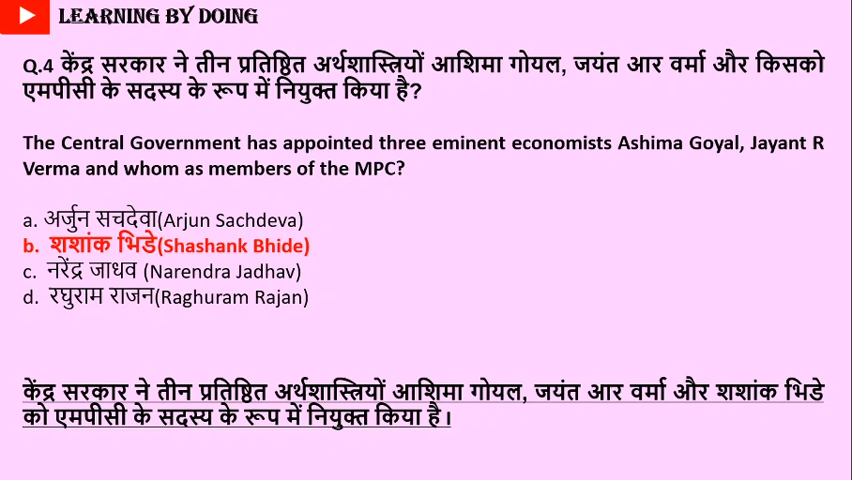 LEARNING BY DOING
Q.4 केंद्र सरकार ने तीन प्रतिष्ठित अर्थशास्त्रियों आशिमा गोयल, जयंत आर वर्मा और किसको
एमपीसी के सदस्य के रूप में नियुक्त किया है?
The Central Government has appointed three eminent economists Ashima Goyal, Jayant R
Verma and whom as members of the MPC?
a. अर्जुन सचदेवा(Arjun Sachdeva)
b. शशांक भिडे(Shashank Bhide)
c. नरेंद्र जाधव (Narendra Jadhav)
d. रघुराम राजन(Raghuram Rajan)
केंद्र सरकार ने तीन प्रतिष्ठित अर्थशास्त्रियों आशिमा गोयल, जयंत आर वर्मा और शशांक भिडे
को एमपीसी के सदस्य के रूप में नियुक्त किया है।